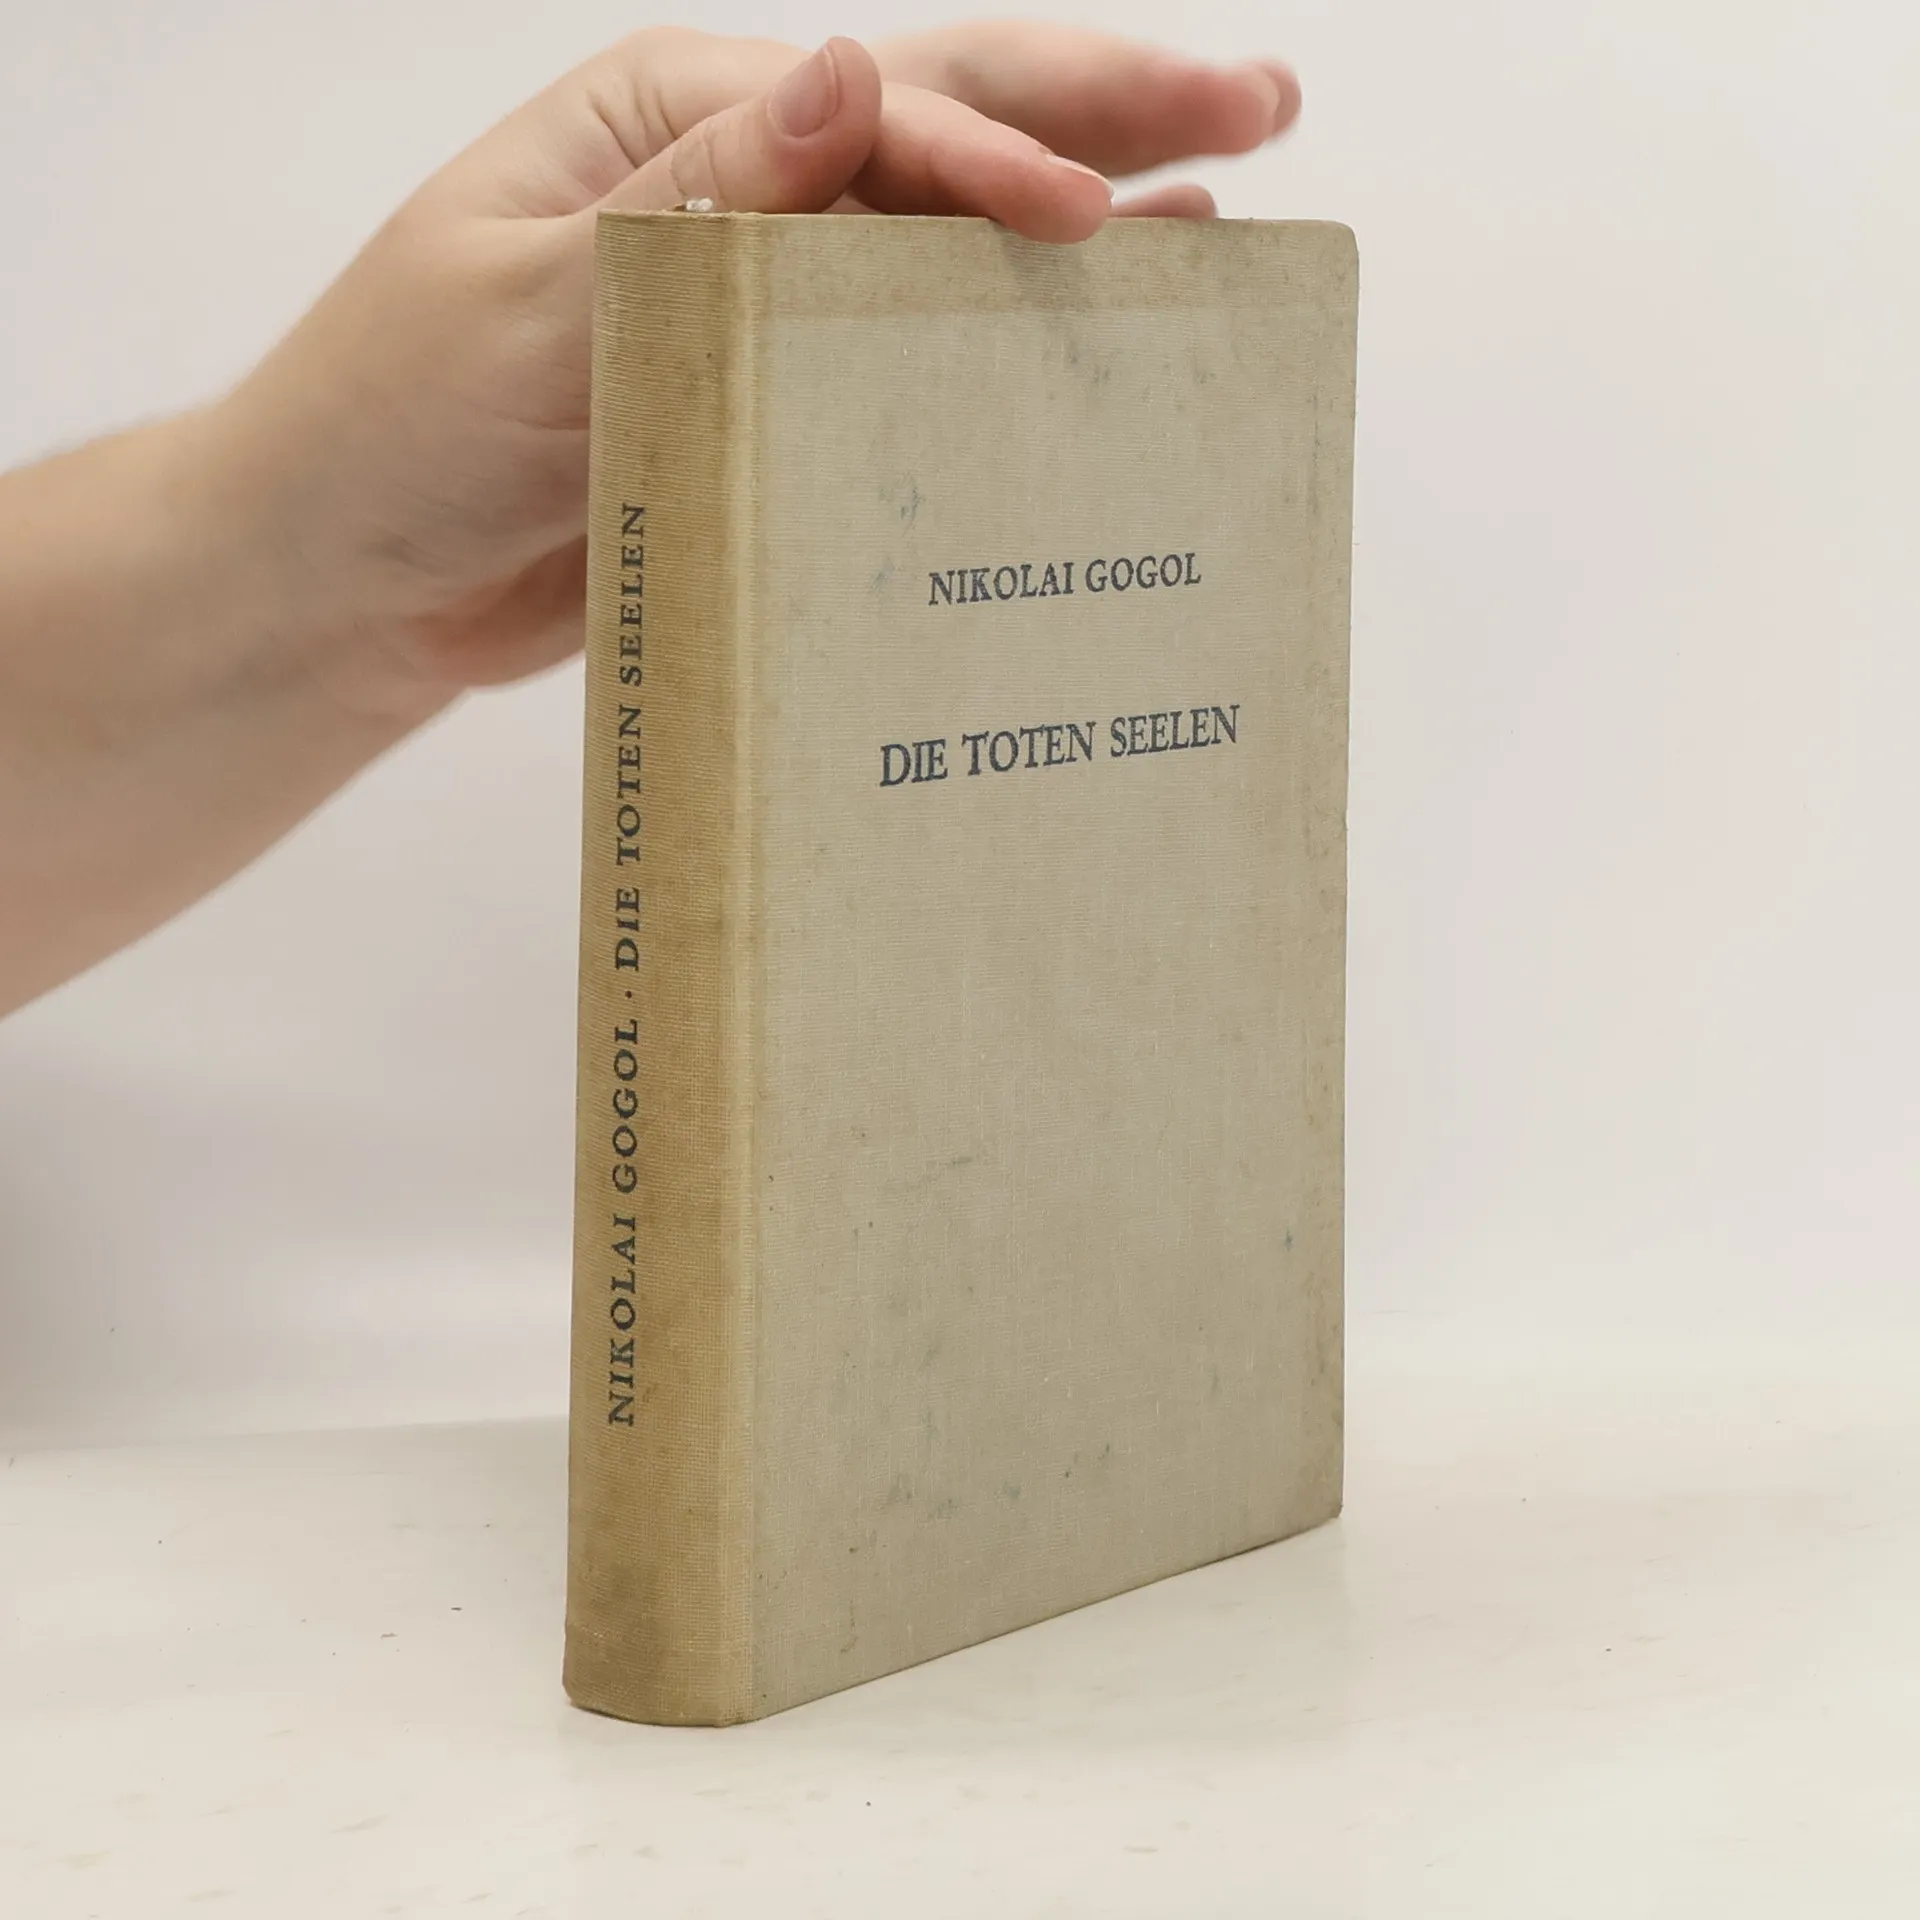 NIKOLAI GOGOL · DIE TOTEN SEELEN
NIKOLAI GOGOL
DIE TOTEN SEELEN